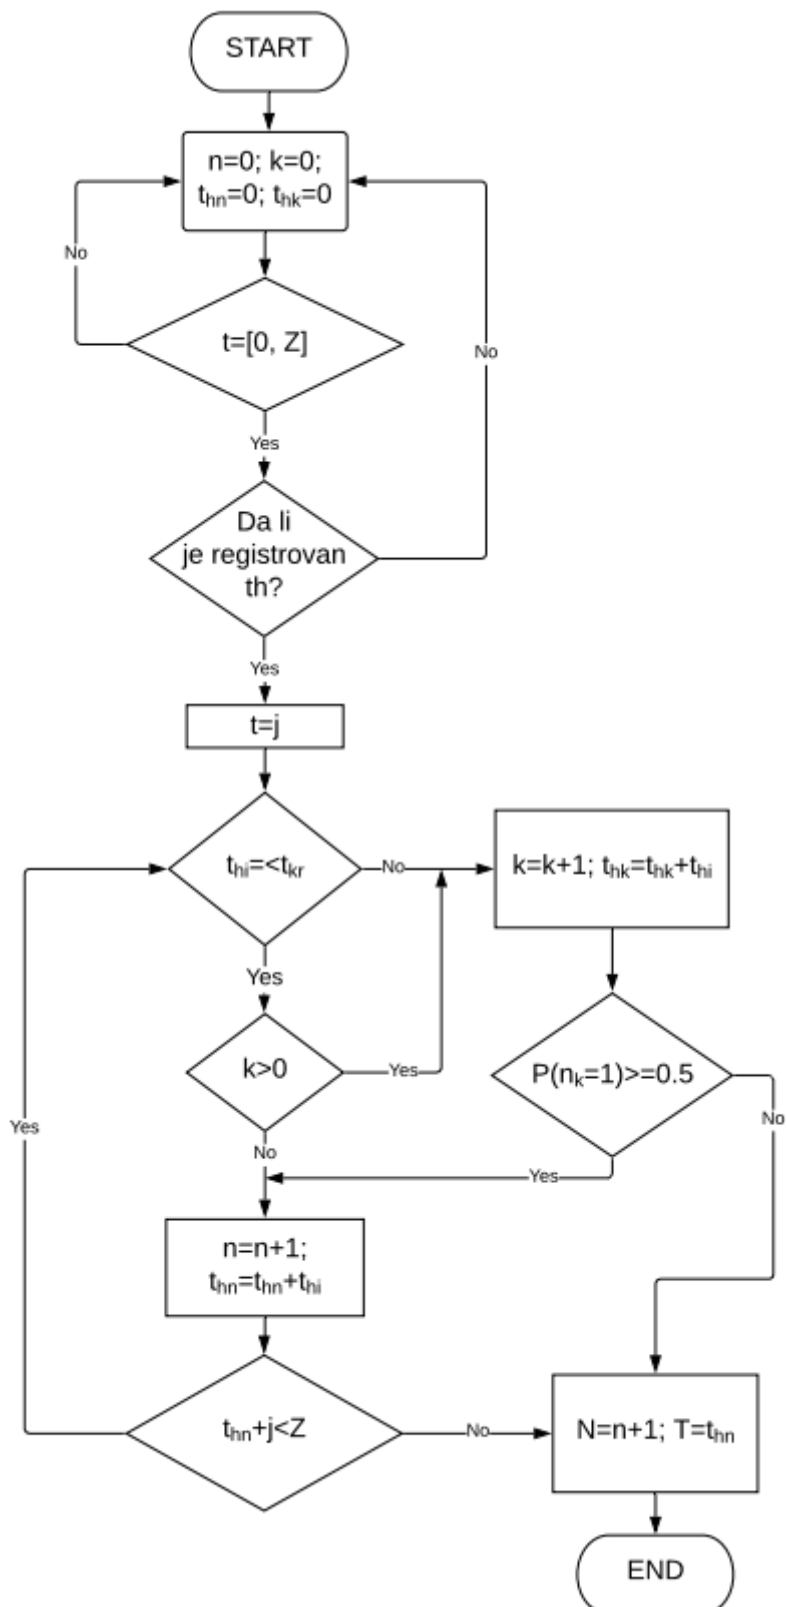 START
n=0; k=0;
thn=0; thk=0
No
t=[0, Z]
No
Yes
Da li
je registrovan
th?
Yes
t=j
thi=<tkr
No
k=k+1; thk=thk+thi
Yes
k>0
Yes
P(nk=1)>=0.5
No
Yes
No
Yes
n=n+1;
thn=thn+thi
thn+j<Z
No
N=n+1; T=thn
END